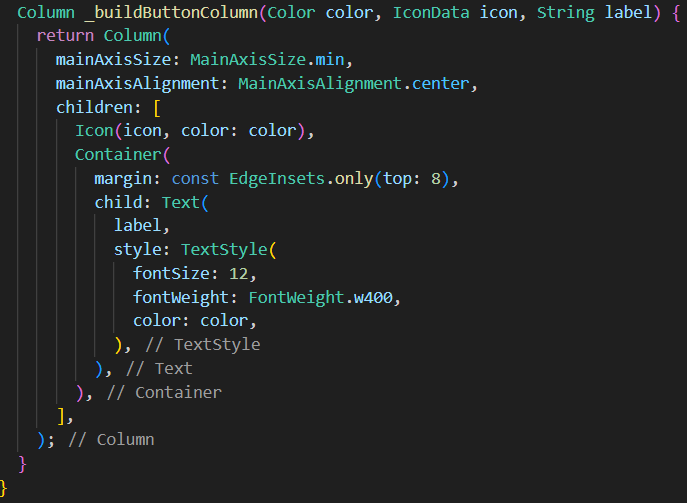 Column _buildButtonColumn(Color color, IconData icon, String label) {
return Column(
mainAxisSize: MainAxisSize.min,
mainAxisAlignment: MainAxisAlignment.center,
children: [
Icon(icon, color: color),
Container(
margin: const EdgeInsets.only(top: 8),
child: Text(
label,
style: TextStyle(
fontSize: 12,
fontWeight: FontWeight.w400,
color: color,
), // TextStyle
), // Text
), // Container
],
); // Column
}
}